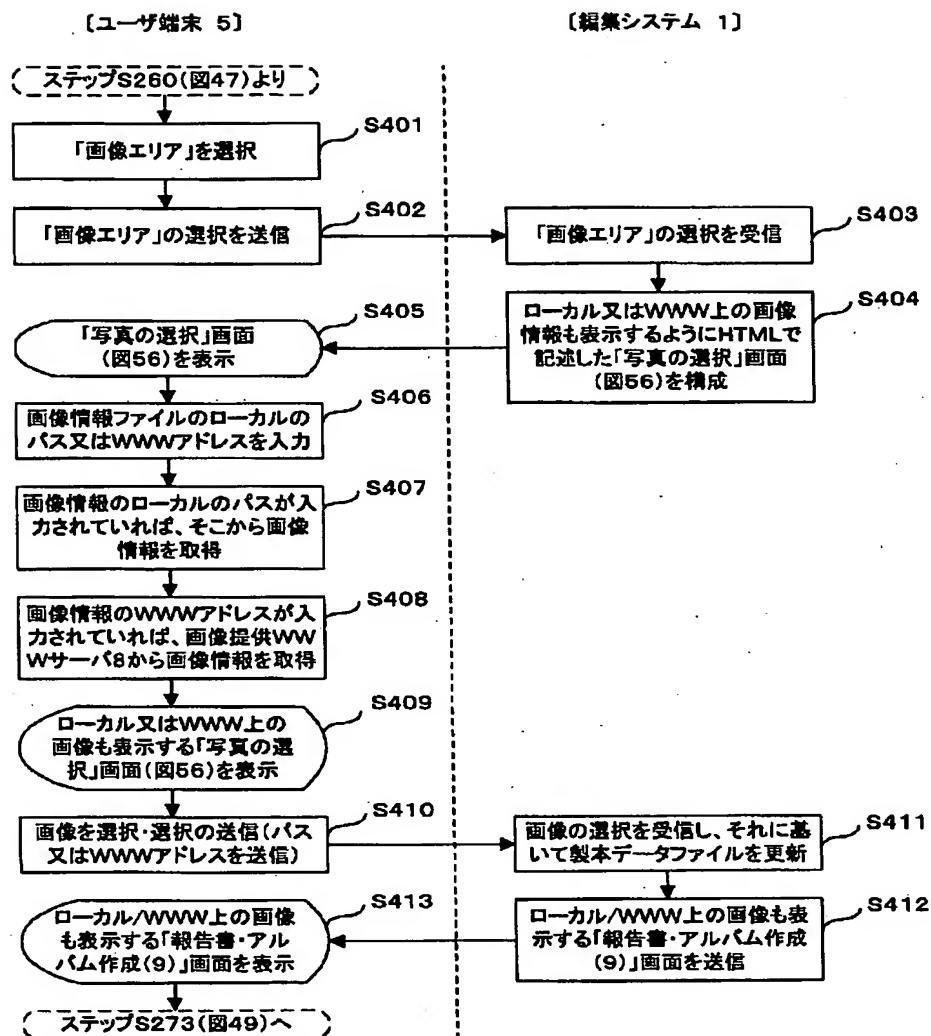 〔ユーザ端末 5〕
〔編集システム 1〕
ステップS260(図47)より
S401
「画像エリア」を選択
S402
「画像エリア」の選択を送信
S403
「画像エリア」の選択を受信
S404
ローカル又はWWW上の画像
情報も表示するようにHTMLで
記述した「写真の選択」画面
(図56)を構成
S405
「写真の選択」画面
(図56)を表示
S406
画像情報ファイルのローカルの
パス又はWWWアドレスを入力
S407
画像情報のローカルのパスが入
力されていれば、そこから画像
情報を取得
S408
画像情報のWWWアドレスが入
力されていれば、画像提供WW
Wサーバ8から画像情報を取得
S409
ローカル又はWWW上の
画像も表示する「写真の選
択」画面(図56)を表示
S410
画像を選択・選択の送信(パス
又はWWWアドレスを送信)
S411
画像の選択を受信し、それに基
いて製本データファイルを更新
S412
ローカル/WWW上の画像も表
示する「報告書・アルバム作成
(9)」画面を送信
S413
ローカル/WWW上の画像
も表示する「報告書・アル
バム作成(9)」画面を表示
ステップS273(図49)へ